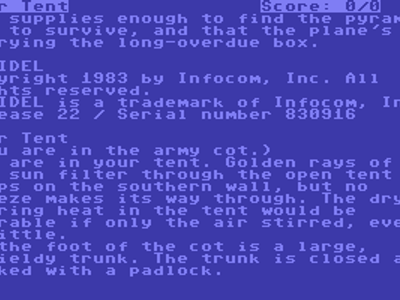 r Tent Score: 0/0
supplies enough to find the pyram
to survive, and that the plane's
rying the long-overdue box.
IDEL
yright 1983 by Infocom, Inc. All
hts reserved.
IDEL is a trademark of Infocom, In
ease 22 / Serial number 830916
r Tent
u are in the army cot.)
are in your tent. Golden rays of
sun filter through the open tent
ps on the southern wall, but no
eze makes its way through. The dry
ring heat in the tent would be
rable if only the air stirred, eve
ittle.
the foot of the cot is a large,
ieldy trunk. The trunk is closed a
ked with a padlock.